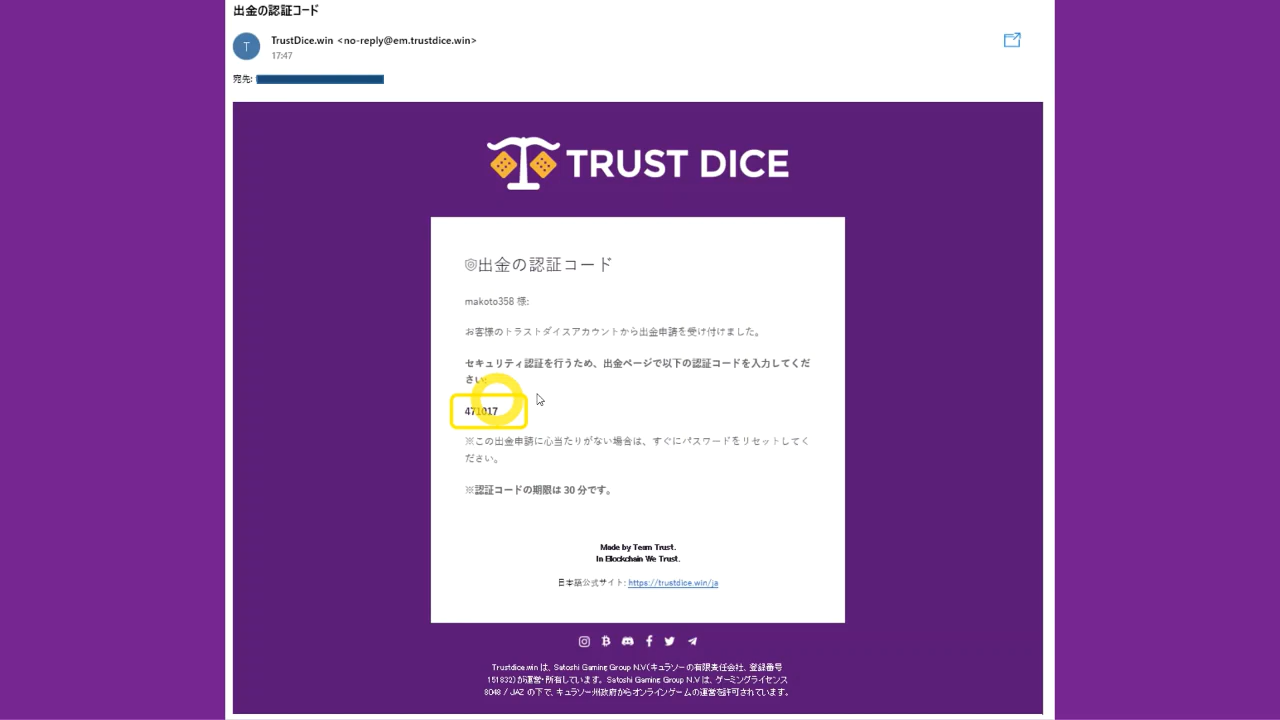 出金の認証コード
T
TrustDice.win <no-reply@em.trustdice.win>
17:47
宛先:
TRUST DICE
出金の認証コード
makoto358 様:
お客様のトラストダイスアカウントから出金申請を受け付けました。
セキュリティ認証を行うため、出金ページで以下の認証コードを入力してくだ
さい:
471017
※この出金申請に心当たりがない場合は、すぐにパスワードをリセットしてく
ださい。
※認証コードの期限は 30 分です。
Made by Team Trust.
In Blockchain We Trust.
日本語公式サイト: https://trustdice.win/ja
Trustdice.win は、Satoshi Gaming Group N.V(キュラソーの有限責任会社、登録番号
151832)が運営・所有しています。Satoshi Gaming Group N.V は、ゲーミングライセンス
8048 / JAZ の下で、キュラソー州政府からオンラインゲームの運営を許可されています。